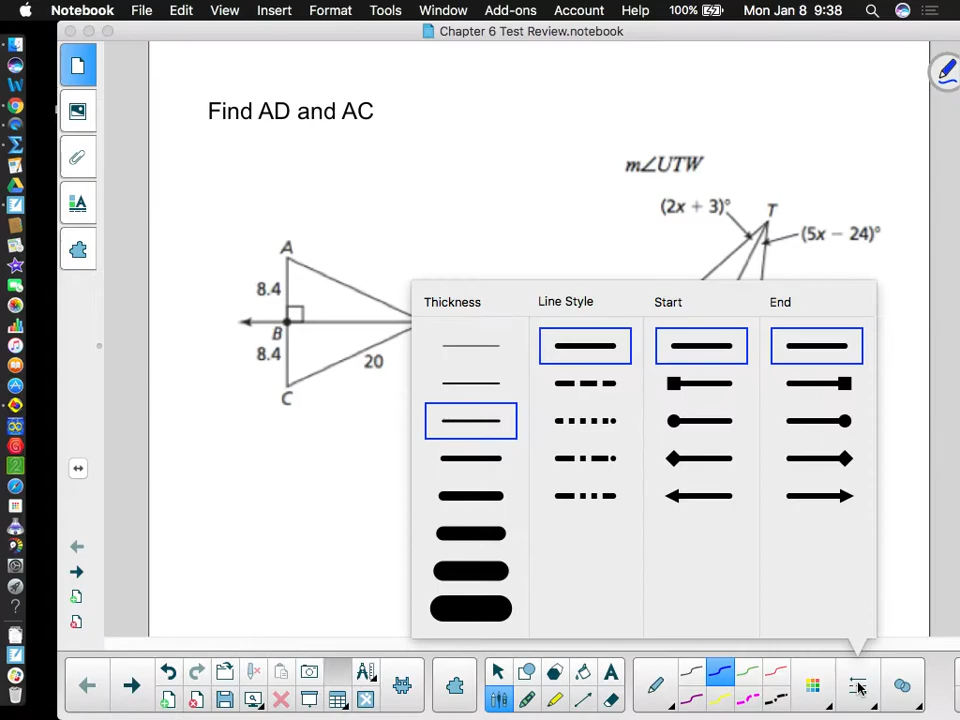 Notebook File Edit View Insert Format Tools Window Add-ons Account Help 100% Mon Jan 8 9:38
Chapter 6 Test Review.notebook
Find AD and AC
m∠UTW
(2x + 3)° T
(5x − 24)°
A
8.4
B
8.4
20
C
Thickness Line Style Start End